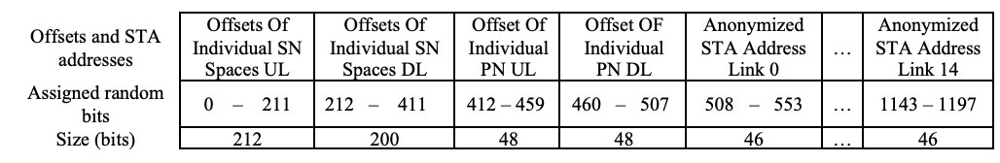 Offsets and STA addresses | Offsets Of Individual SN Spaces UL | Offsets Of Individual SN Spaces DL | Offset Of Individual PN UL | Offset OF Individual PN DL | Anonymized STA Address Link 0 | … | Anonymized STA Address Link 14
Assigned random bits | 0 – 211 | 212 – 411 | 412 – 459 | 460 – 507 | 508 – 553 | … | 1143 – 1197
Size (bits) | 212 | 200 | 48 | 48 | 46 | … | 46